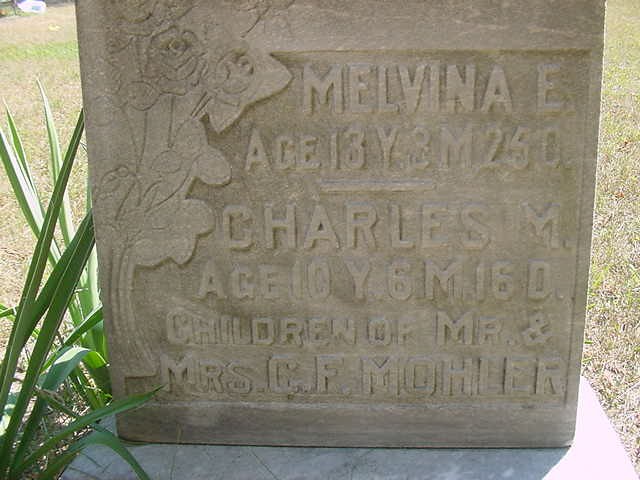 MELVINA E.
AGE 13 Y. 3 M 25 D.
CHARLES M.
AGE 10 Y. 6 M. 16 D.
CHILDREN OF MR. &
MRS. C. F. MOHLER